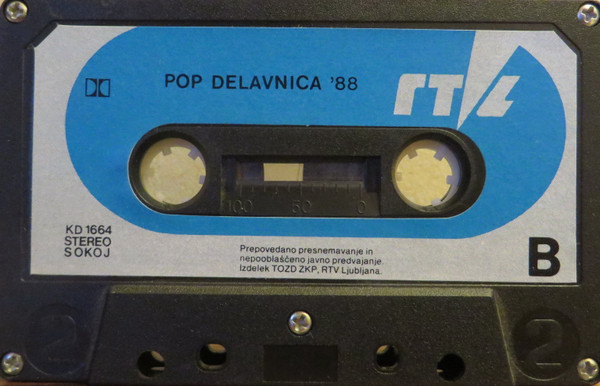 POP DELAVNICA '88
RTVL
100 50 0
KD 1664
STEREO
SOKOJ
Prepovedano presnemavanje in
nepooblaščeno javno predvajanje.
Izdelek TOZD ZKP, RTV Ljubljana.
B
2 2